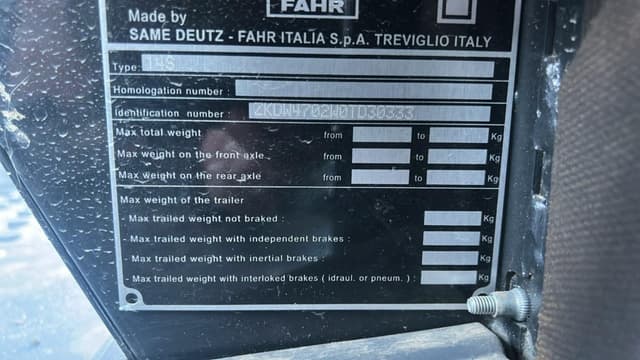 FAHR
Made by
SAME DEUTZ - FAHR ITALIA S.p.A. TREVIGLIO ITALY
Type: 14S
Homologation number :
Identification number : ZKDW4702W0TD30333
Max total weight from to Kg
Max weight on the front axle from to Kg
Max weight on the rear axle from to Kg
Max weight of the trailer
- Max trailed weight not braked : Kg
- Max trailed weight with independent brakes : Kg
- Max trailed weight with inertial brakes : Kg
- Max trailed weight with interloked brakes ( idraul. or pneum. ) : Kg